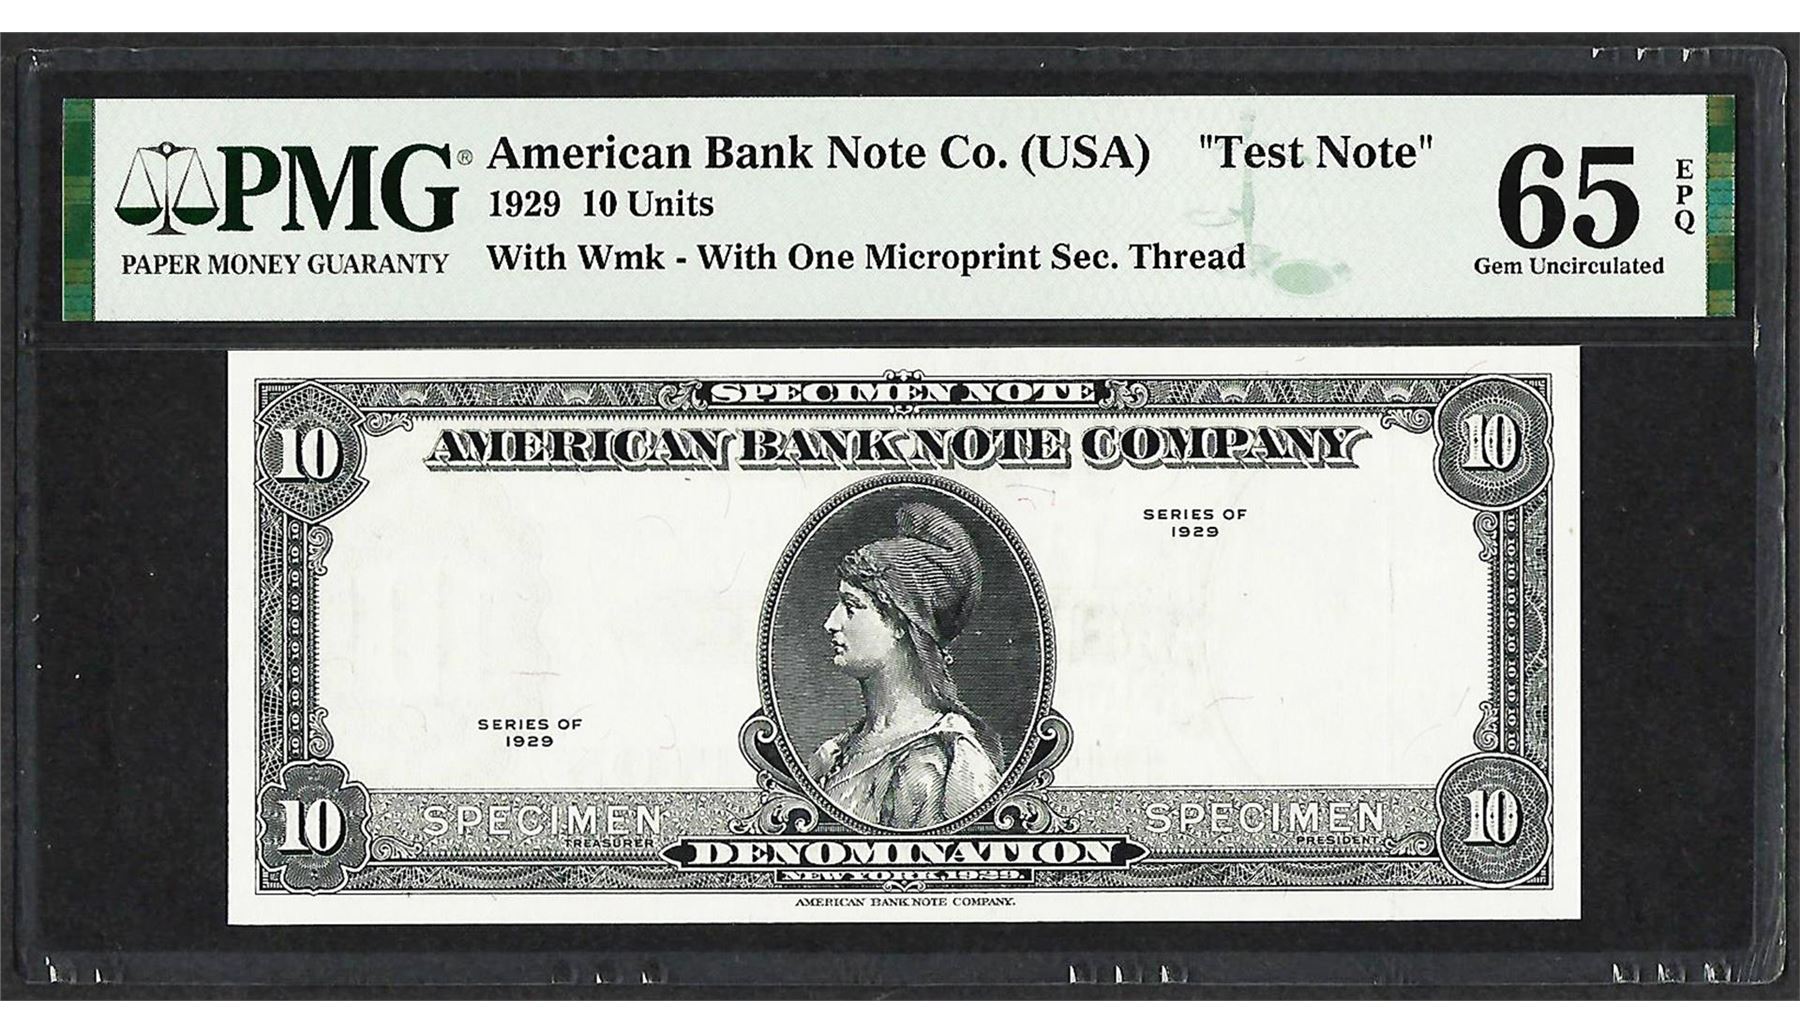 PMG®
PAPER MONEY GUARANTY
American Bank Note Co. (USA) "Test Note"
1929 10 Units
With Wmk - With One Microprint Sec. Thread
65
EPQ
Gem Uncirculated
SPECIMEN NOTE
10 AMERICAN BANK NOTE COMPANY 10
SERIES OF
1929
SERIES OF
1929
10 SPECIMEN SPECIMEN 10
TREASURER PRESIDENT
DENOMINATION
NEW YORK, 1929.
AMERICAN BANK NOTE COMPANY.